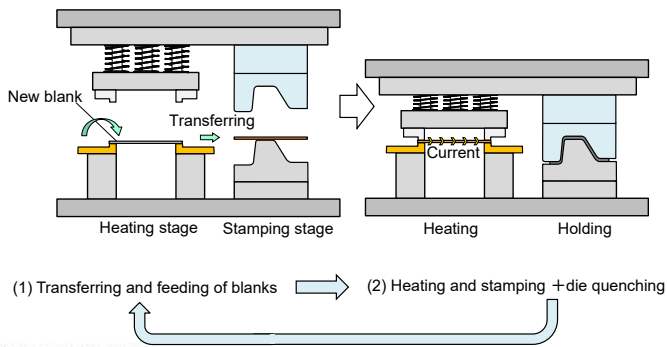 New blank
Transferring
Current
Heating stage
Stamping stage
Heating
Holding
(1) Transferring and feeding of blanks
(2) Heating and stamping +die quenching